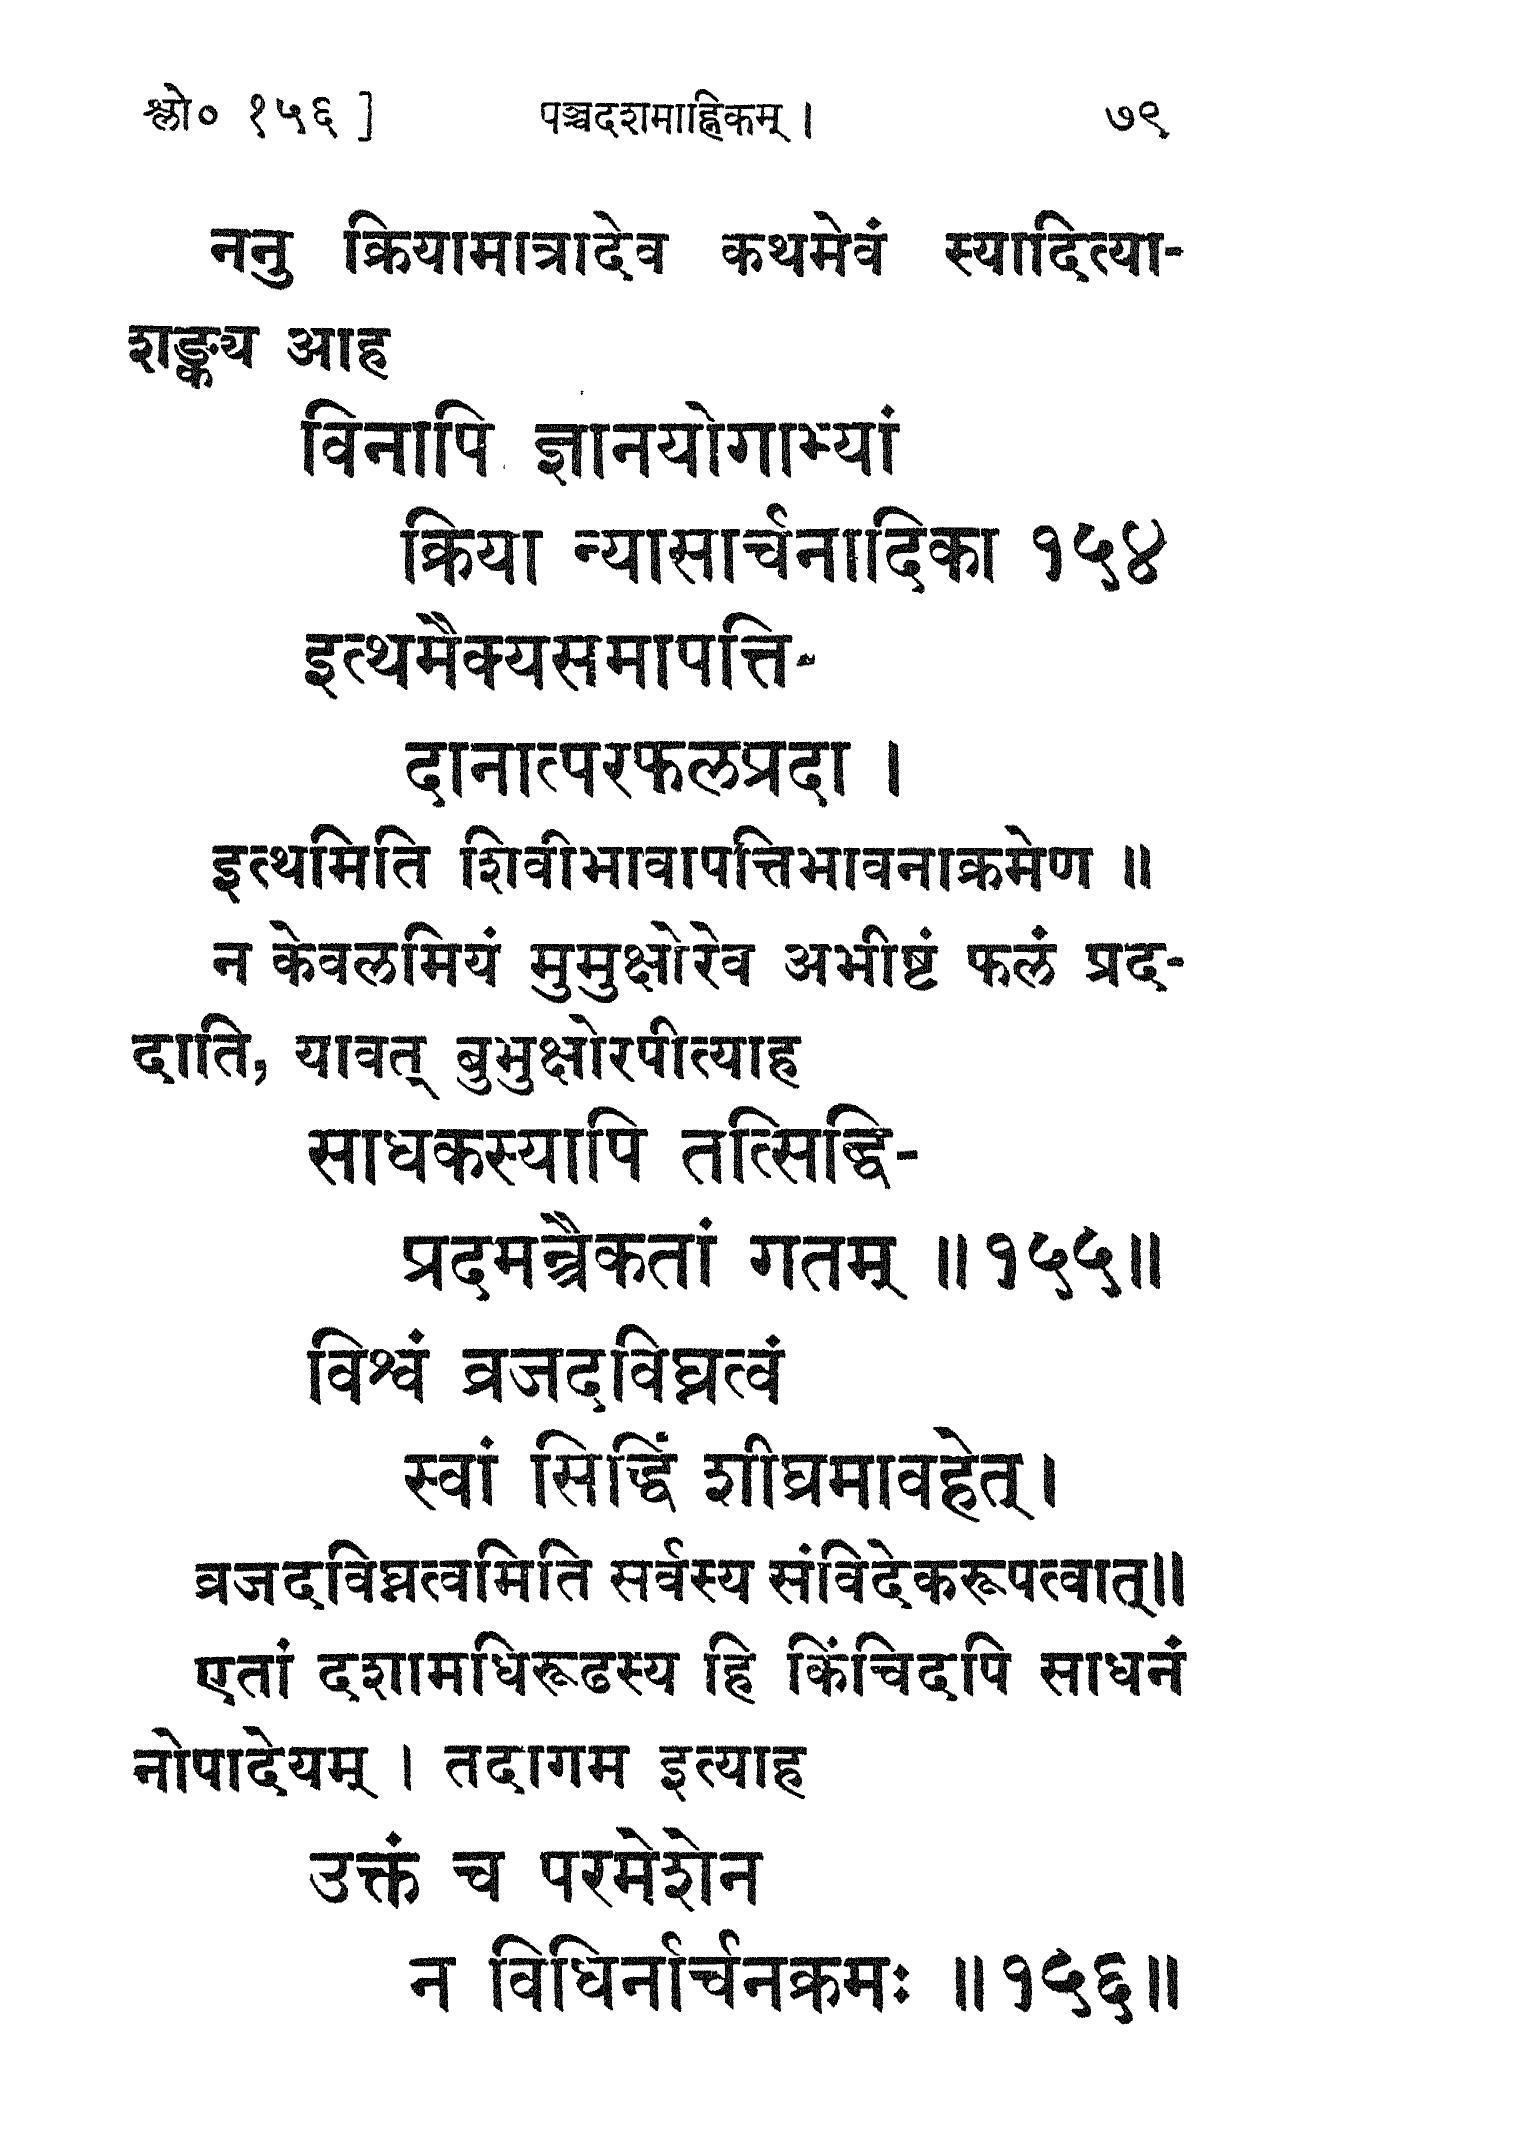 श्लो० १५६ ] पञ्चदशमाह्निकम् । ७९
ननु क्रियामात्रादेव कथमेवं स्यादित्या-
शङ्क्य आह
विनापि ज्ञानयोगाभ्यां
क्रिया न्यासार्चनादिका १५४
इत्थमैक्यसमापत्ति-
दानात्परफलप्रदा ।
इत्थमिति शिवीभावापत्तिभावनाक्रमेण ॥
न केवलमियं मुमुक्षोरेव अभीष्टं फलं प्रद-
दाति, यावत् बुभुक्षोरपीत्याह
साधकस्यापि तत्सिद्धि-
प्रदमन्त्रैकतां गतम् ॥१५५॥
विश्वं व्रजदविघ्नत्वं
स्वां सिद्धिं शीघ्रमावहेत् ।
व्रजदविघ्नत्वमिति सर्वस्य संविदेकरूपत्वात्॥
एतां दशामधिरूढस्य हि किंचिदपि साधनं
नोपादेयम् । तदागम इत्याह
उक्तं च परमेशेन
न विधिर्नार्चनक्रमः ॥१५६॥